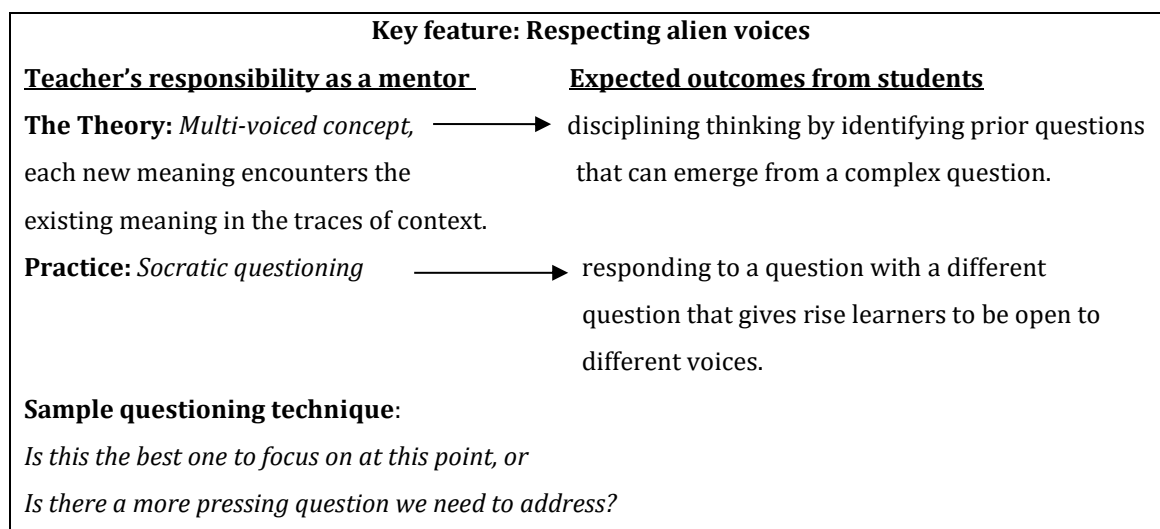 Key feature: Respecting alien voices
Teacher’s responsibility as a mentor Expected outcomes from students
The Theory: Multi-voiced concept, disciplining thinking by identifying prior questions
each new meaning encounters the that can emerge from a complex question.
existing meaning in the traces of context.
Practice: Socratic questioning responding to a question with a different
question that gives rise learners to be open to
different voices.
Sample questioning technique:
Is this the best one to focus on at this point, or
Is there a more pressing question we need to address?